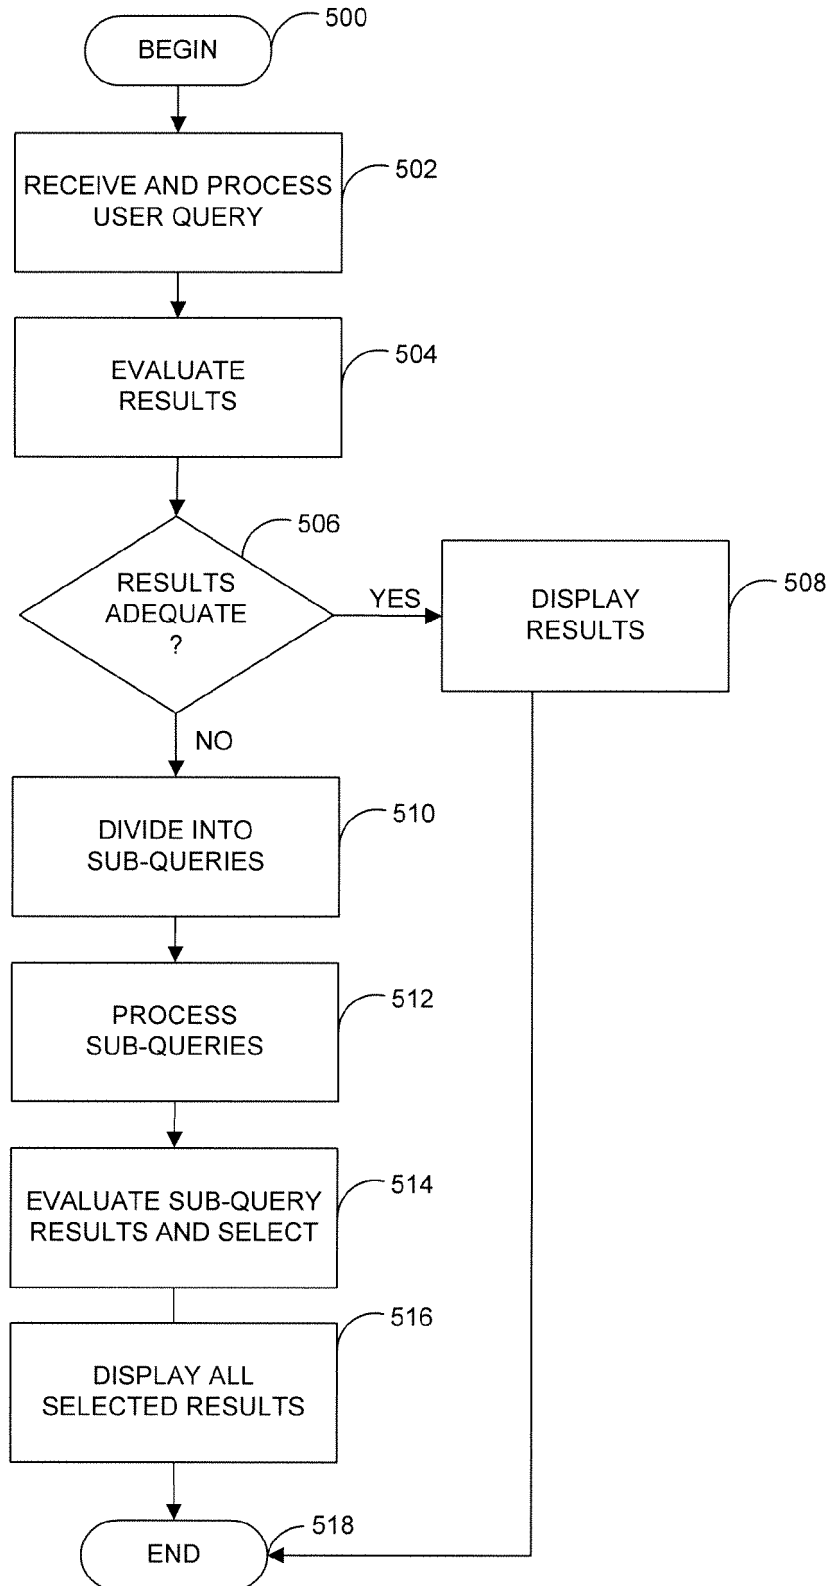 500
BEGIN
502
RECEIVE AND PROCESS
USER QUERY
504
EVALUATE
RESULTS
506
RESULTS
ADEQUATE
?
YES
508
DISPLAY
RESULTS
NO
510
DIVIDE INTO
SUB-QUERIES
512
PROCESS
SUB-QUERIES
514
EVALUATE SUB-QUERY
RESULTS AND SELECT
516
DISPLAY ALL
SELECTED RESULTS
518
END